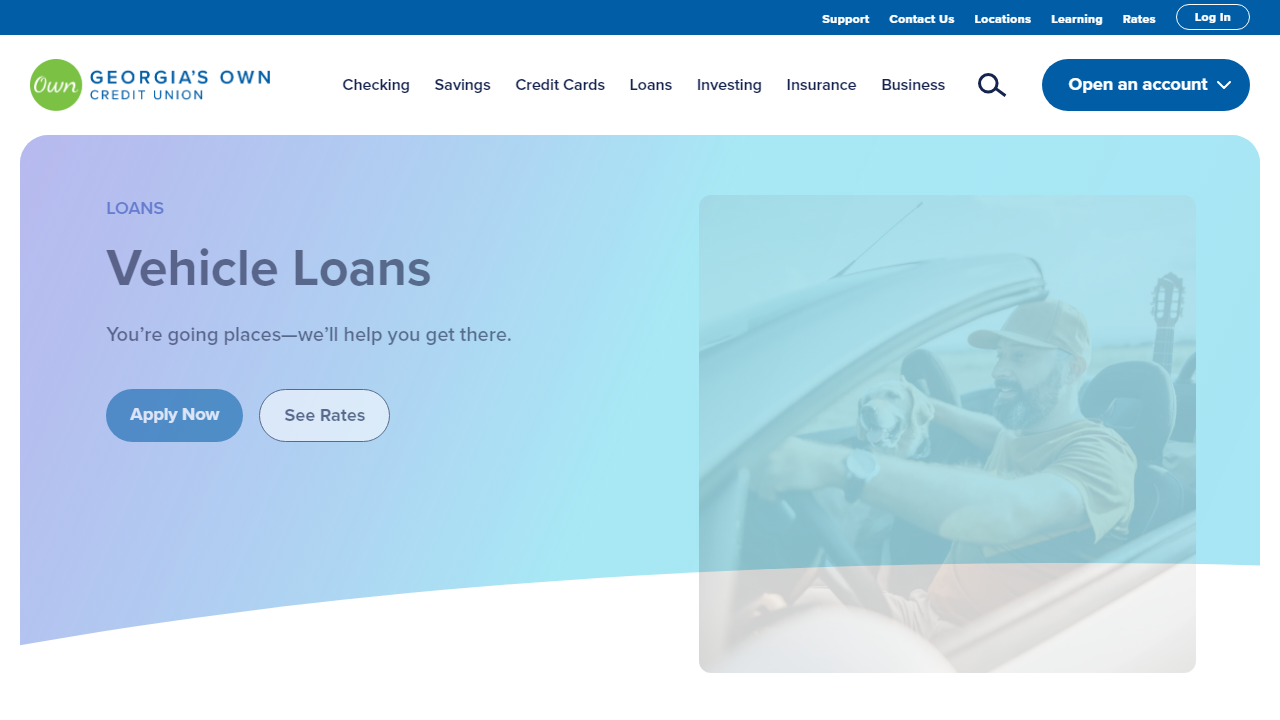 Support Contact Us Locations Learning Rates Log In
Own GEORGIA'S OWN
CREDIT UNION
Checking Savings Credit Cards Loans Investing Insurance Business Open an account
LOANS
Vehicle Loans
You’re going places—we’ll help you get there.
Apply Now See Rates